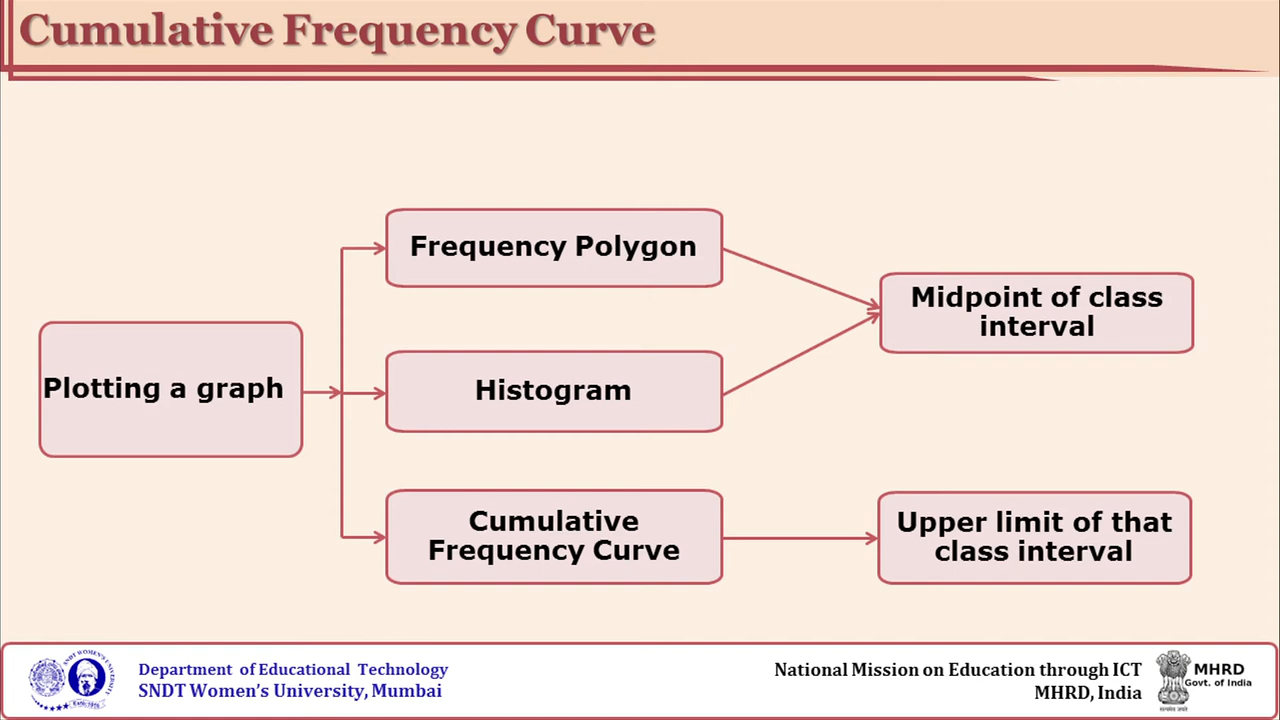 Cumulative Frequency Curve
Frequency Polygon
Midpoint of class
interval
Plotting a graph
Histogram
Cumulative
Frequency Curve
Upper limit of that
class interval
Department of Educational Technology
SNDT Women's University, Mumbai
National Mission on Education through ICT
MHRD, India
MHRD
Govt. of India